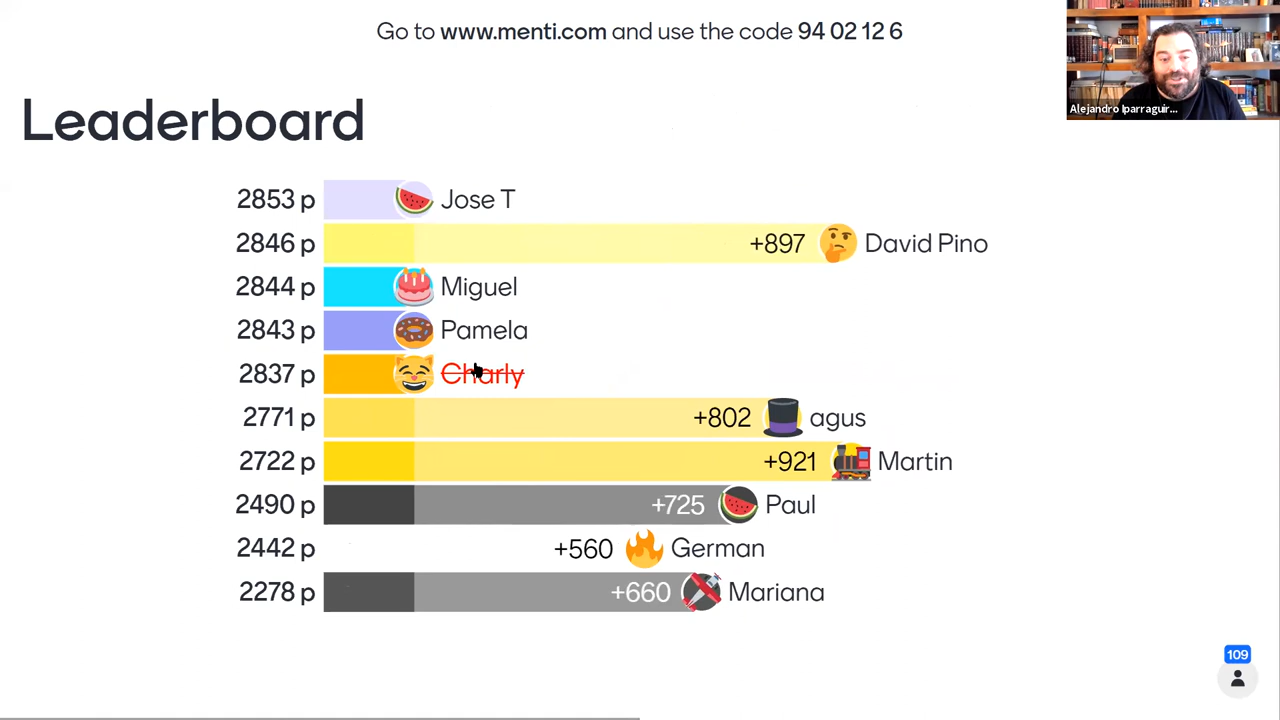 Go to www.menti.com and use the code 94 02 12 6
Alejandro Iparraguir...
Leaderboard
2853 p Jose T
2846 p +897 David Pino
2844 p Miguel
2843 p Pamela
2837 p Charly
2771 p +802 agus
2722 p +921 Martin
2490 p +725 Paul
2442 p +560 German
2278 p +660 Mariana
109